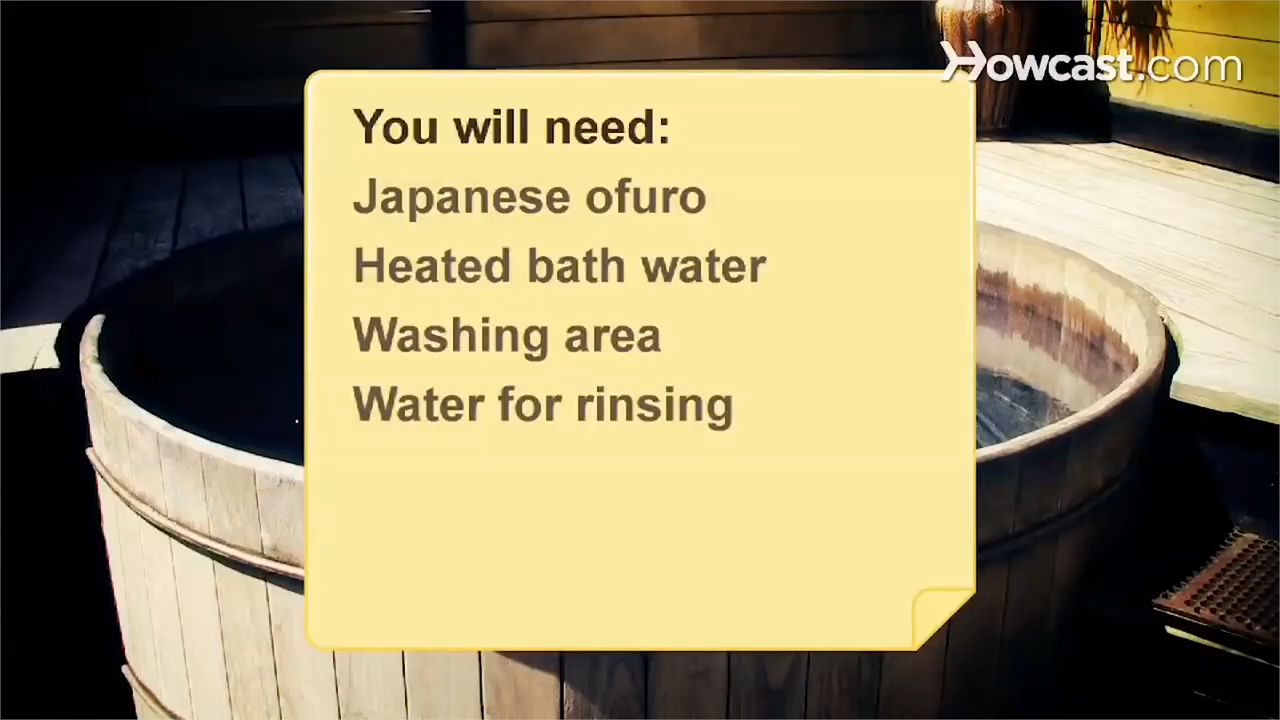 Howcast.com
You will need:
Japanese ofuro
Heated bath water
Washing area
Water for rinsing